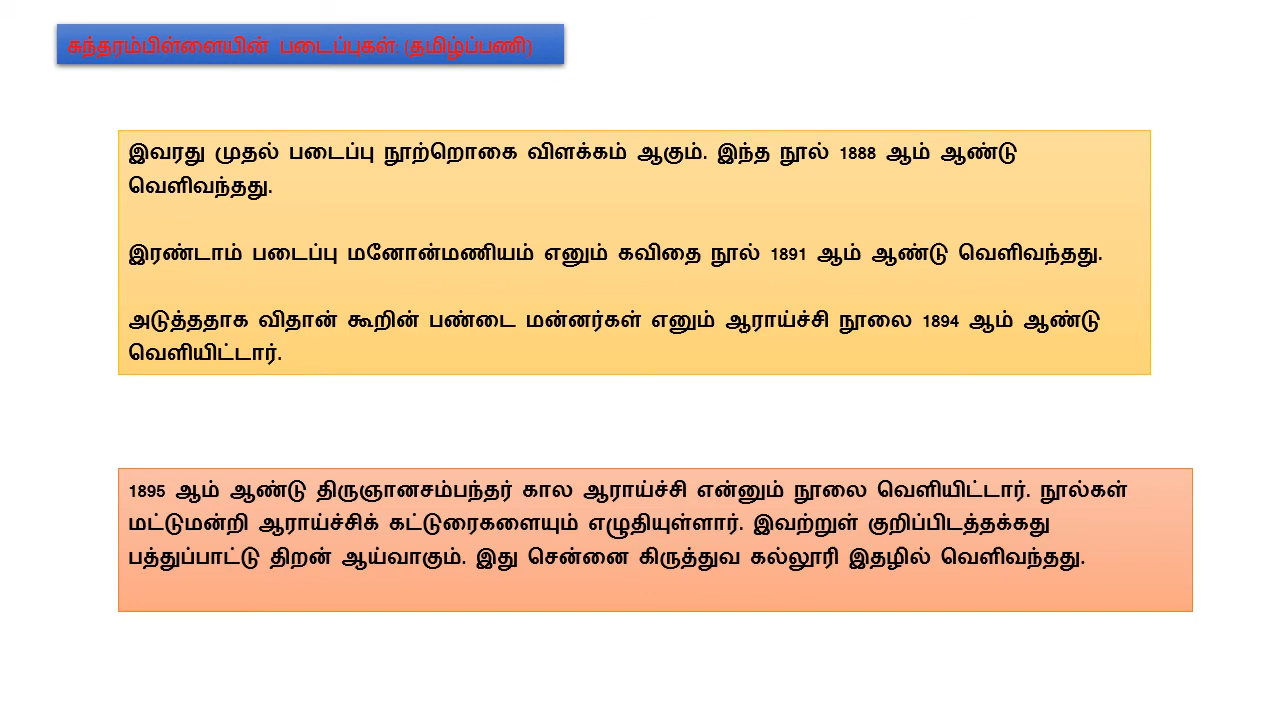 சுந்தரம்பிள்ளையின் படைப்புகள்: (தமிழ்ப்பணி)
இவரது முதல் படைப்பு நூற்றொகை விளக்கம் ஆகும். இந்த நூல் 1888 ஆம் ஆண்டு
வெளிவந்தது.
இரண்டாம் படைப்பு மனோன்மணியம் எனும் கவிதை நூல் 1891 ஆம் ஆண்டு வெளிவந்தது.
அடுத்ததாக விதான் கூறின் பண்டை மன்னர்கள் எனும் ஆராய்ச்சி நூலை 1894 ஆம் ஆண்டு
வெளியிட்டார்.
1895 ஆம் ஆண்டு திருஞானசம்பந்தர் கால ஆராய்ச்சி என்னும் நூலை வெளியிட்டார். நூல்கள்
மட்டுமன்றி ஆராய்ச்சிக் கட்டுரைகளையும் எழுதியுள்ளார். இவற்றுள் குறிப்பிடத்தக்கது
பத்துப்பாட்டு திறன் ஆய்வாகும். இது சென்னை கிருத்துவ கல்லூரி இதழில் வெளிவந்தது.